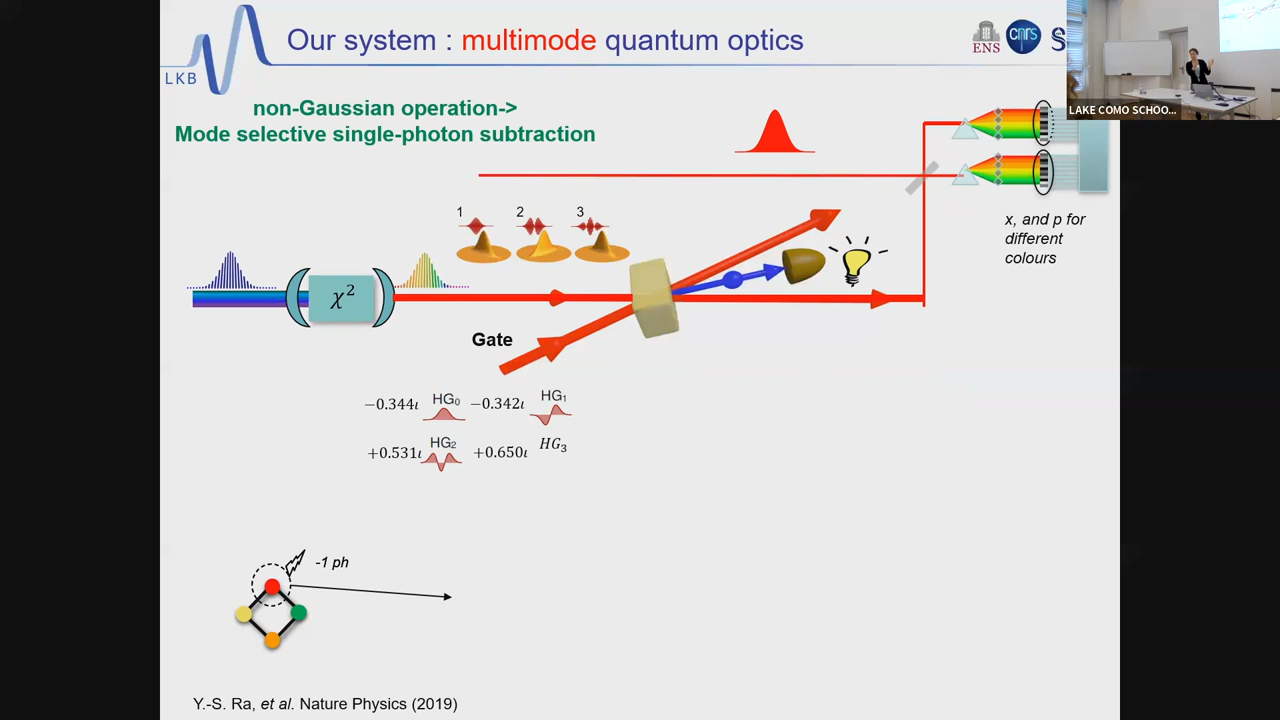 Our system : multimode quantum optics
LKB
ENS
cnrs
S
LAKE COMO SCHOO...
non-Gaussian operation->
Mode selective single-photon subtraction
1
2
3
x, and p for
different
colours
χ²
Gate
−0.344ι HG₀ −0.342ι HG₁
+0.531ι HG₂ +0.650ι HG₃
-1 ph
Y.-S. Ra, et al. Nature Physics (2019)